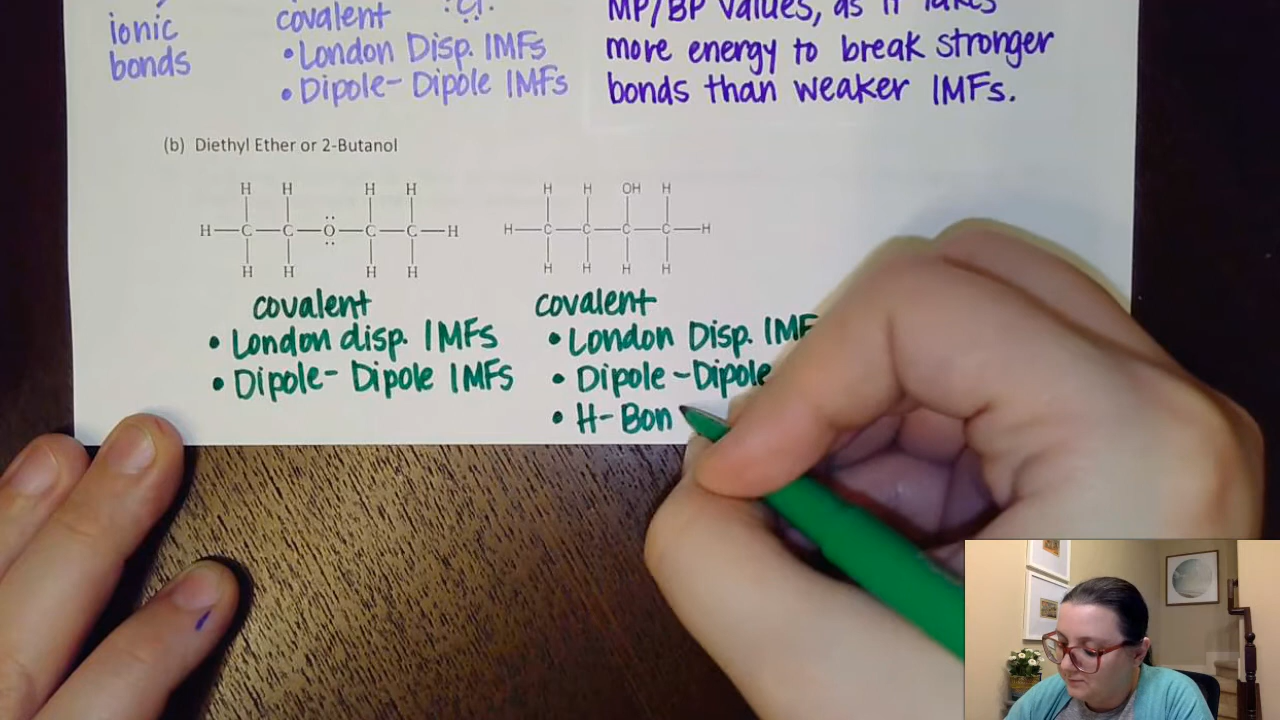 ionic
bonds
covalent
:Cl:
• London Disp. IMFs
• Dipole-Dipole IMFs
MP/BP values, as it takes
more energy to break stronger
bonds than weaker IMFs.
(b) Diethyl Ether or 2-Butanol
H H H H
H—C—C—O—C—C—H
H H H H
H H OH H
H—C—C—C—C—H
H H H H
covalent
• London disp. IMFs
• Dipole-Dipole IMFs
covalent
• London Disp. IMF
• Dipole-Dipole
• H-Bon